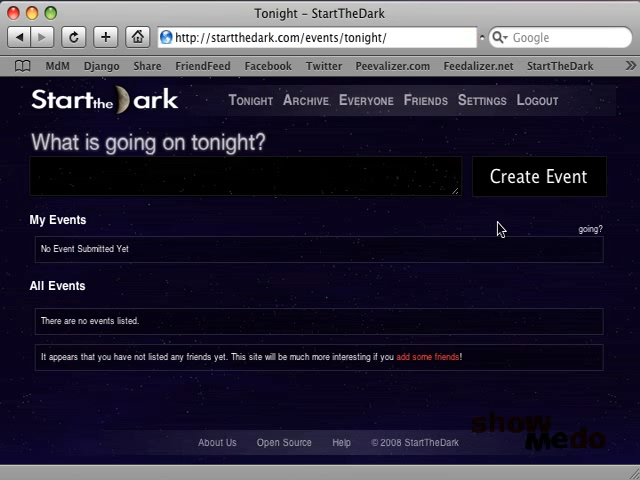 Tonight - StartTheDark
http://startthedark.com/events/tonight/
Google
MdM Django Share FriendFeed Facebook Twitter Peevalizer.com Feedalizer.net StartTheDark
Start the Dark
Tonight Archive Everyone Friends Settings Logout
What is going on tonight?
Create Event
My Events
going?
No Event Submitted Yet
All Events
There are no events listed.
It appears that you have not listed any friends yet. This site will be much more interesting if you add some friends!
show
Medo
About Us Open Source Help © 2008 StartTheDark